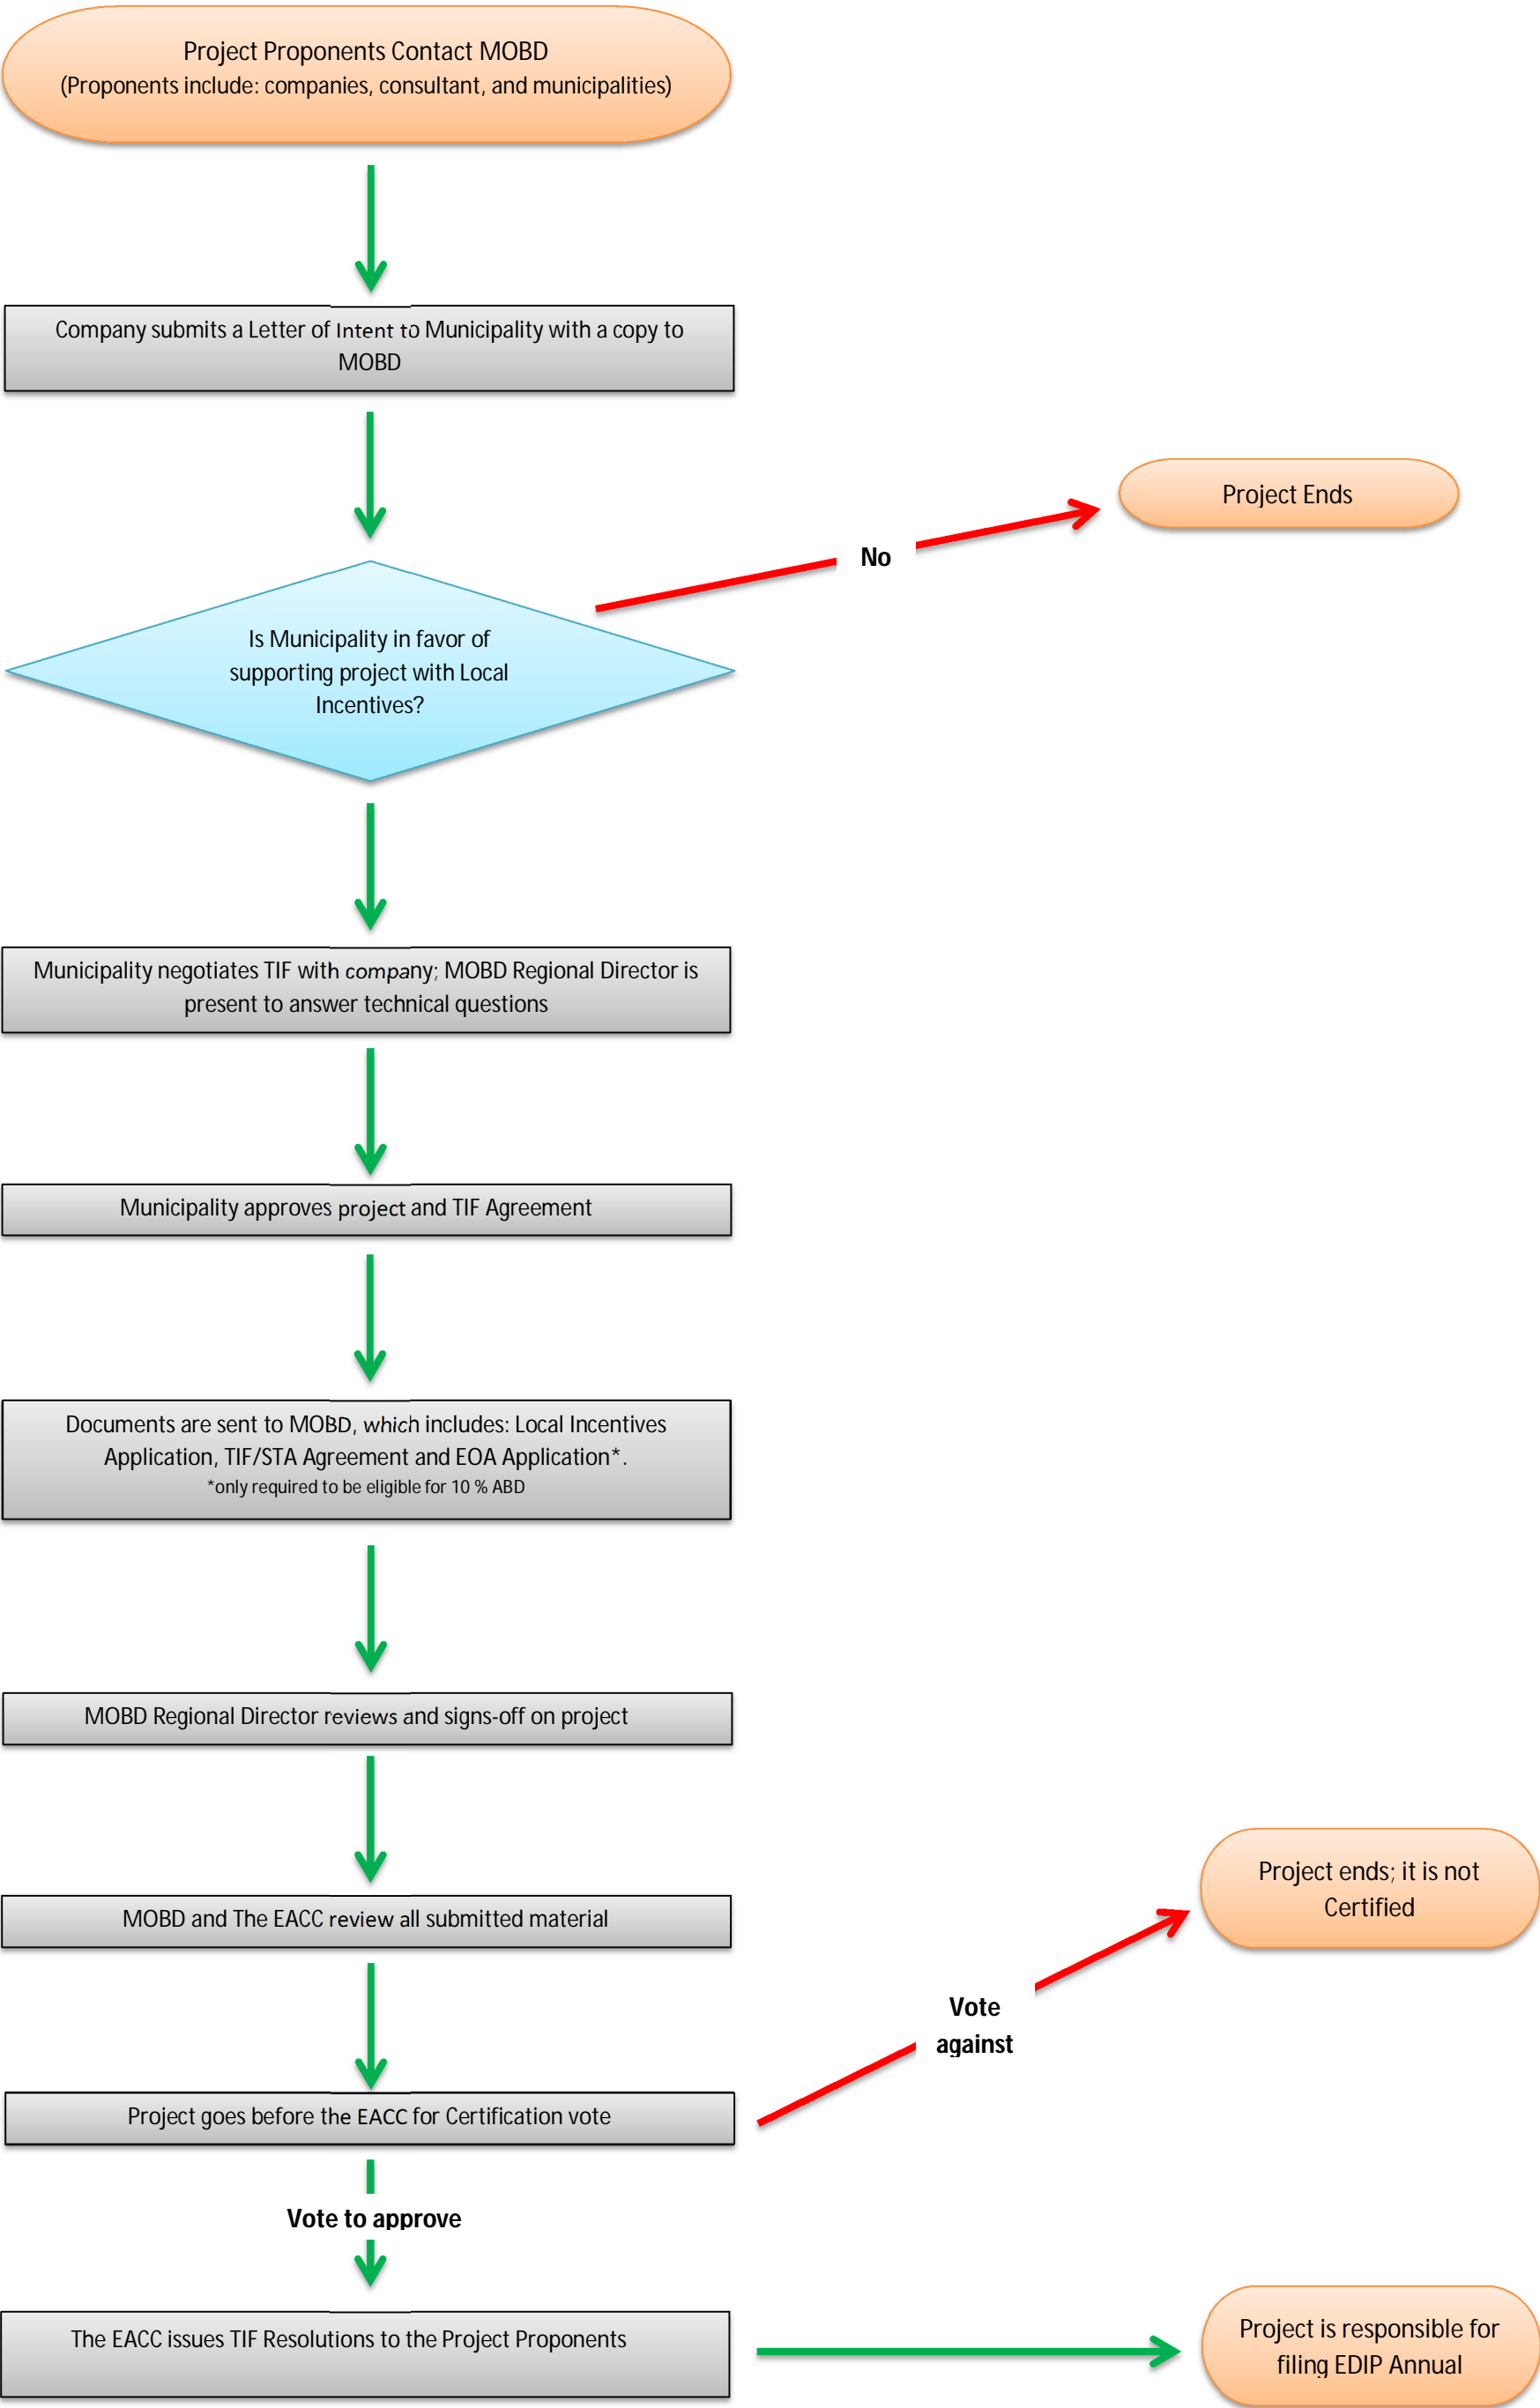 Project Proponents Contact MOBD
(Proponents include: companies, consultant, and municipalities)
Company submits a Letter of Intent to Municipality with a copy to
MOBD
Project Ends
No
Is Municipality in favor of
supporting project with Local
Incentives?
Municipality negotiates TIF with company; MOBD Regional Director is
present to answer technical questions
Municipality approves project and TIF Agreement
Documents are sent to MOBD, which includes: Local Incentives
Application, TIF/STA Agreement and EOA Application*.
*only required to be eligible for 10 % ABD
MOBD Regional Director reviews and signs-off on project
MOBD and The EACC review all submitted material
Project ends; it is not
Certified
Vote
against
Project goes before the EACC for Certification vote
Vote to approve
The EACC issues TIF Resolutions to the Project Proponents
Project is responsible for
filing EDIP Annual